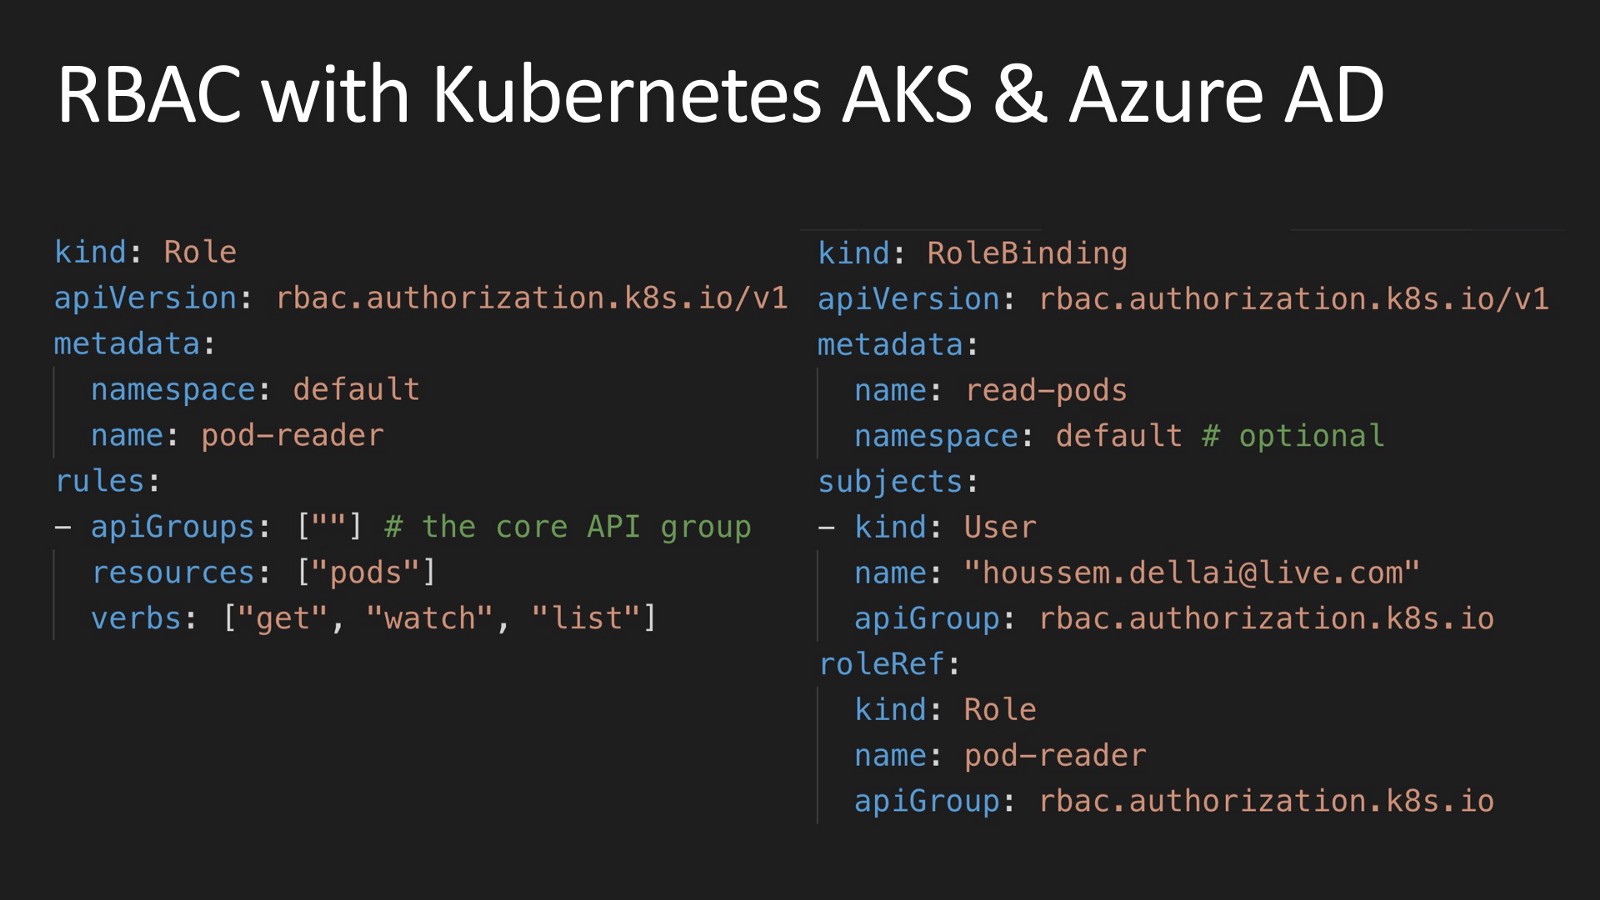 RBAC with Kubernetes AKS & Azure AD
kind: Role
apiVersion: rbac.authorization.k8s.io/v1
metadata:
  namespace: default
  name: pod-reader
rules:
- apiGroups: [""] # the core API group
  resources: ["pods"]
  verbs: ["get", "watch", "list"]
kind: RoleBinding
apiVersion: rbac.authorization.k8s.io/v1
metadata:
  name: read-pods
  namespace: default # optional
subjects:
- kind: User
  name: "houssem.dellai@live.com"
  apiGroup: rbac.authorization.k8s.io
roleRef:
  kind: Role
  name: pod-reader
  apiGroup: rbac.authorization.k8s.io